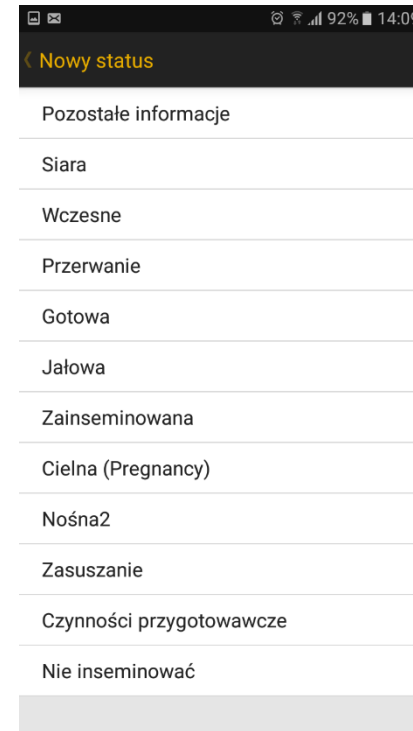 92% 14:09
Nowy status
Pozostałe informacje
Siara
Wczesne
Przerwanie
Gotowa
Jałowa
Zainseminowana
Cielna (Pregnancy)
Nośna2
Zasuszanie
Czynności przygotowawcze
Nie inseminować